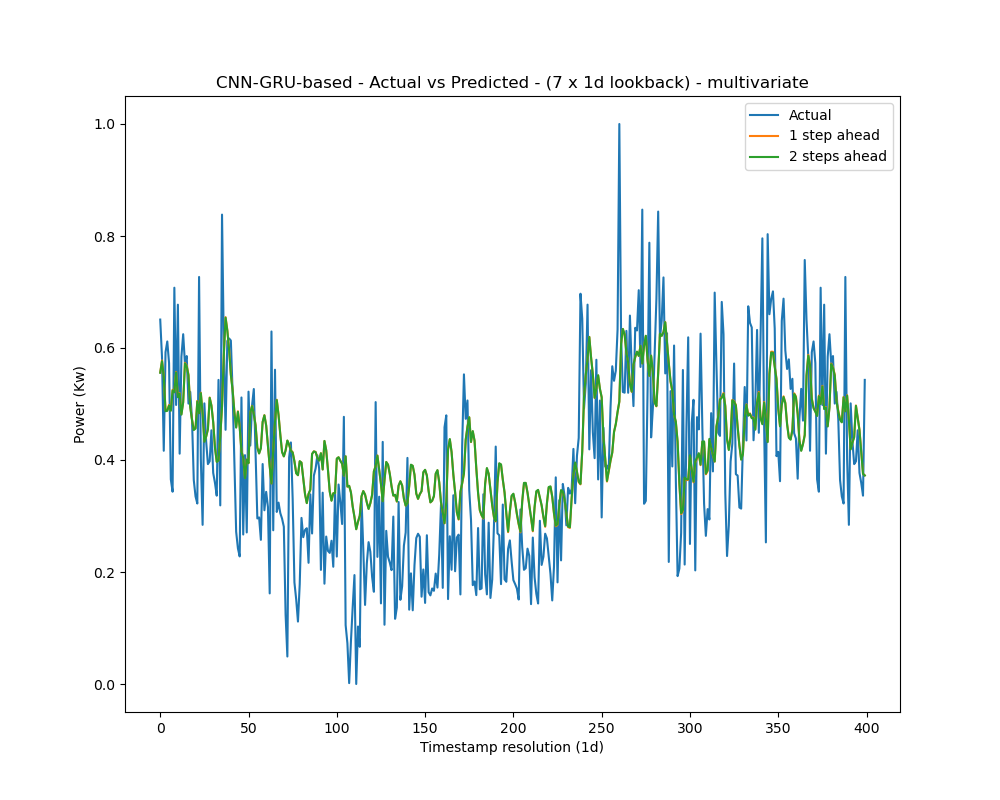 CNN-GRU-based - Actual vs Predicted - (7 x 1d lookback) - multivariate
Actual
1 step ahead
2 steps ahead
1.0
0.8
0.6
0.4
0.2
0.0
Power (Kw)
0 50 100 150 200 250 300 350 400
Timestamp resolution (1d)